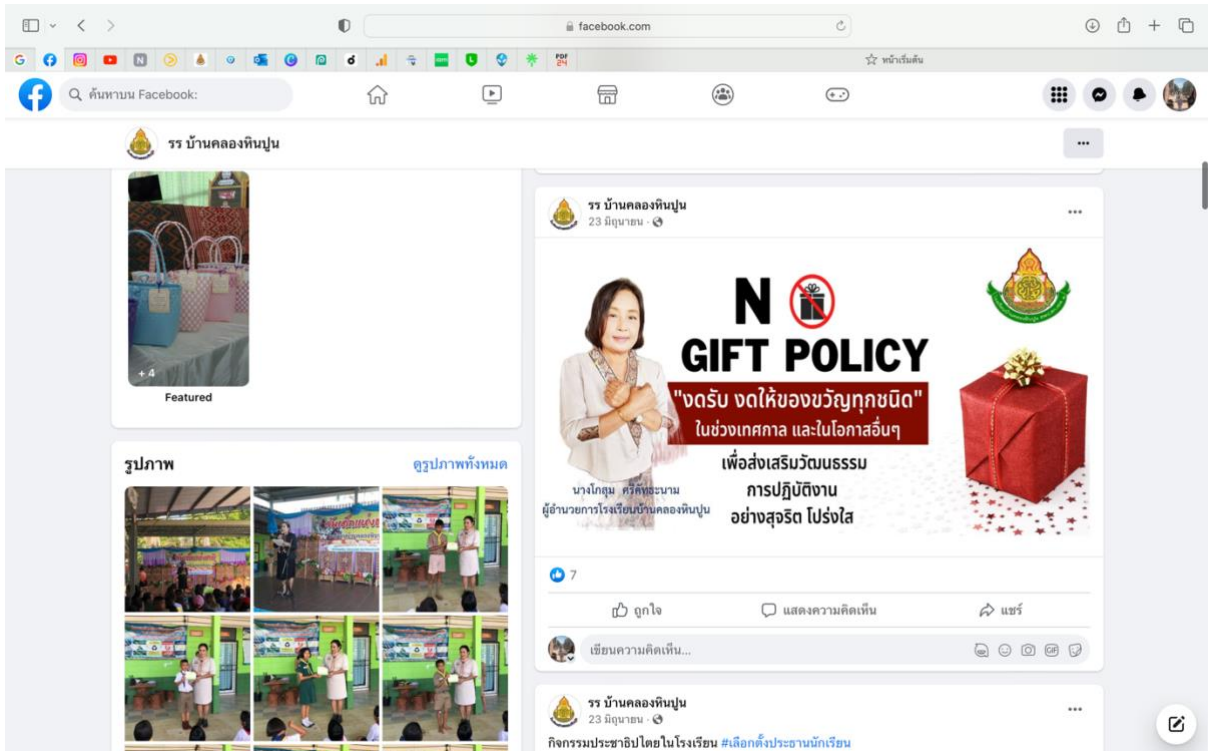 facebook.com
หน้าเริ่มต้น
ค้นหาบน Facebook:
รร บ้านคลองหินปูน
+4
Featured
รูปภาพ
ดูรูปภาพทั้งหมด
รร บ้านคลองหินปูน
23 มิถุนายน
N
GIFT POLICY
"งดรับ งดให้ของขวัญทุกชนิด"
ในช่วงเทศกาล และในโอกาสอื่นๆ
เพื่อส่งเสริมวัฒนธรรม
การปฏิบัติงาน
อย่างสุจริต โปร่งใส
นางโกสุม
ผู้อำนวยการโรงเรียนบ้านคลองหินปูน
7
ถูกใจ
แสดงความคิดเห็น
แชร์
เขียนความคิดเห็น...
GIF
รร บ้านคลองหินปูน
23 มิถุนายน
กิจกรรมประชาธิปไตยในโรงเรียน #เลือกตั้งประธานนักเรียน